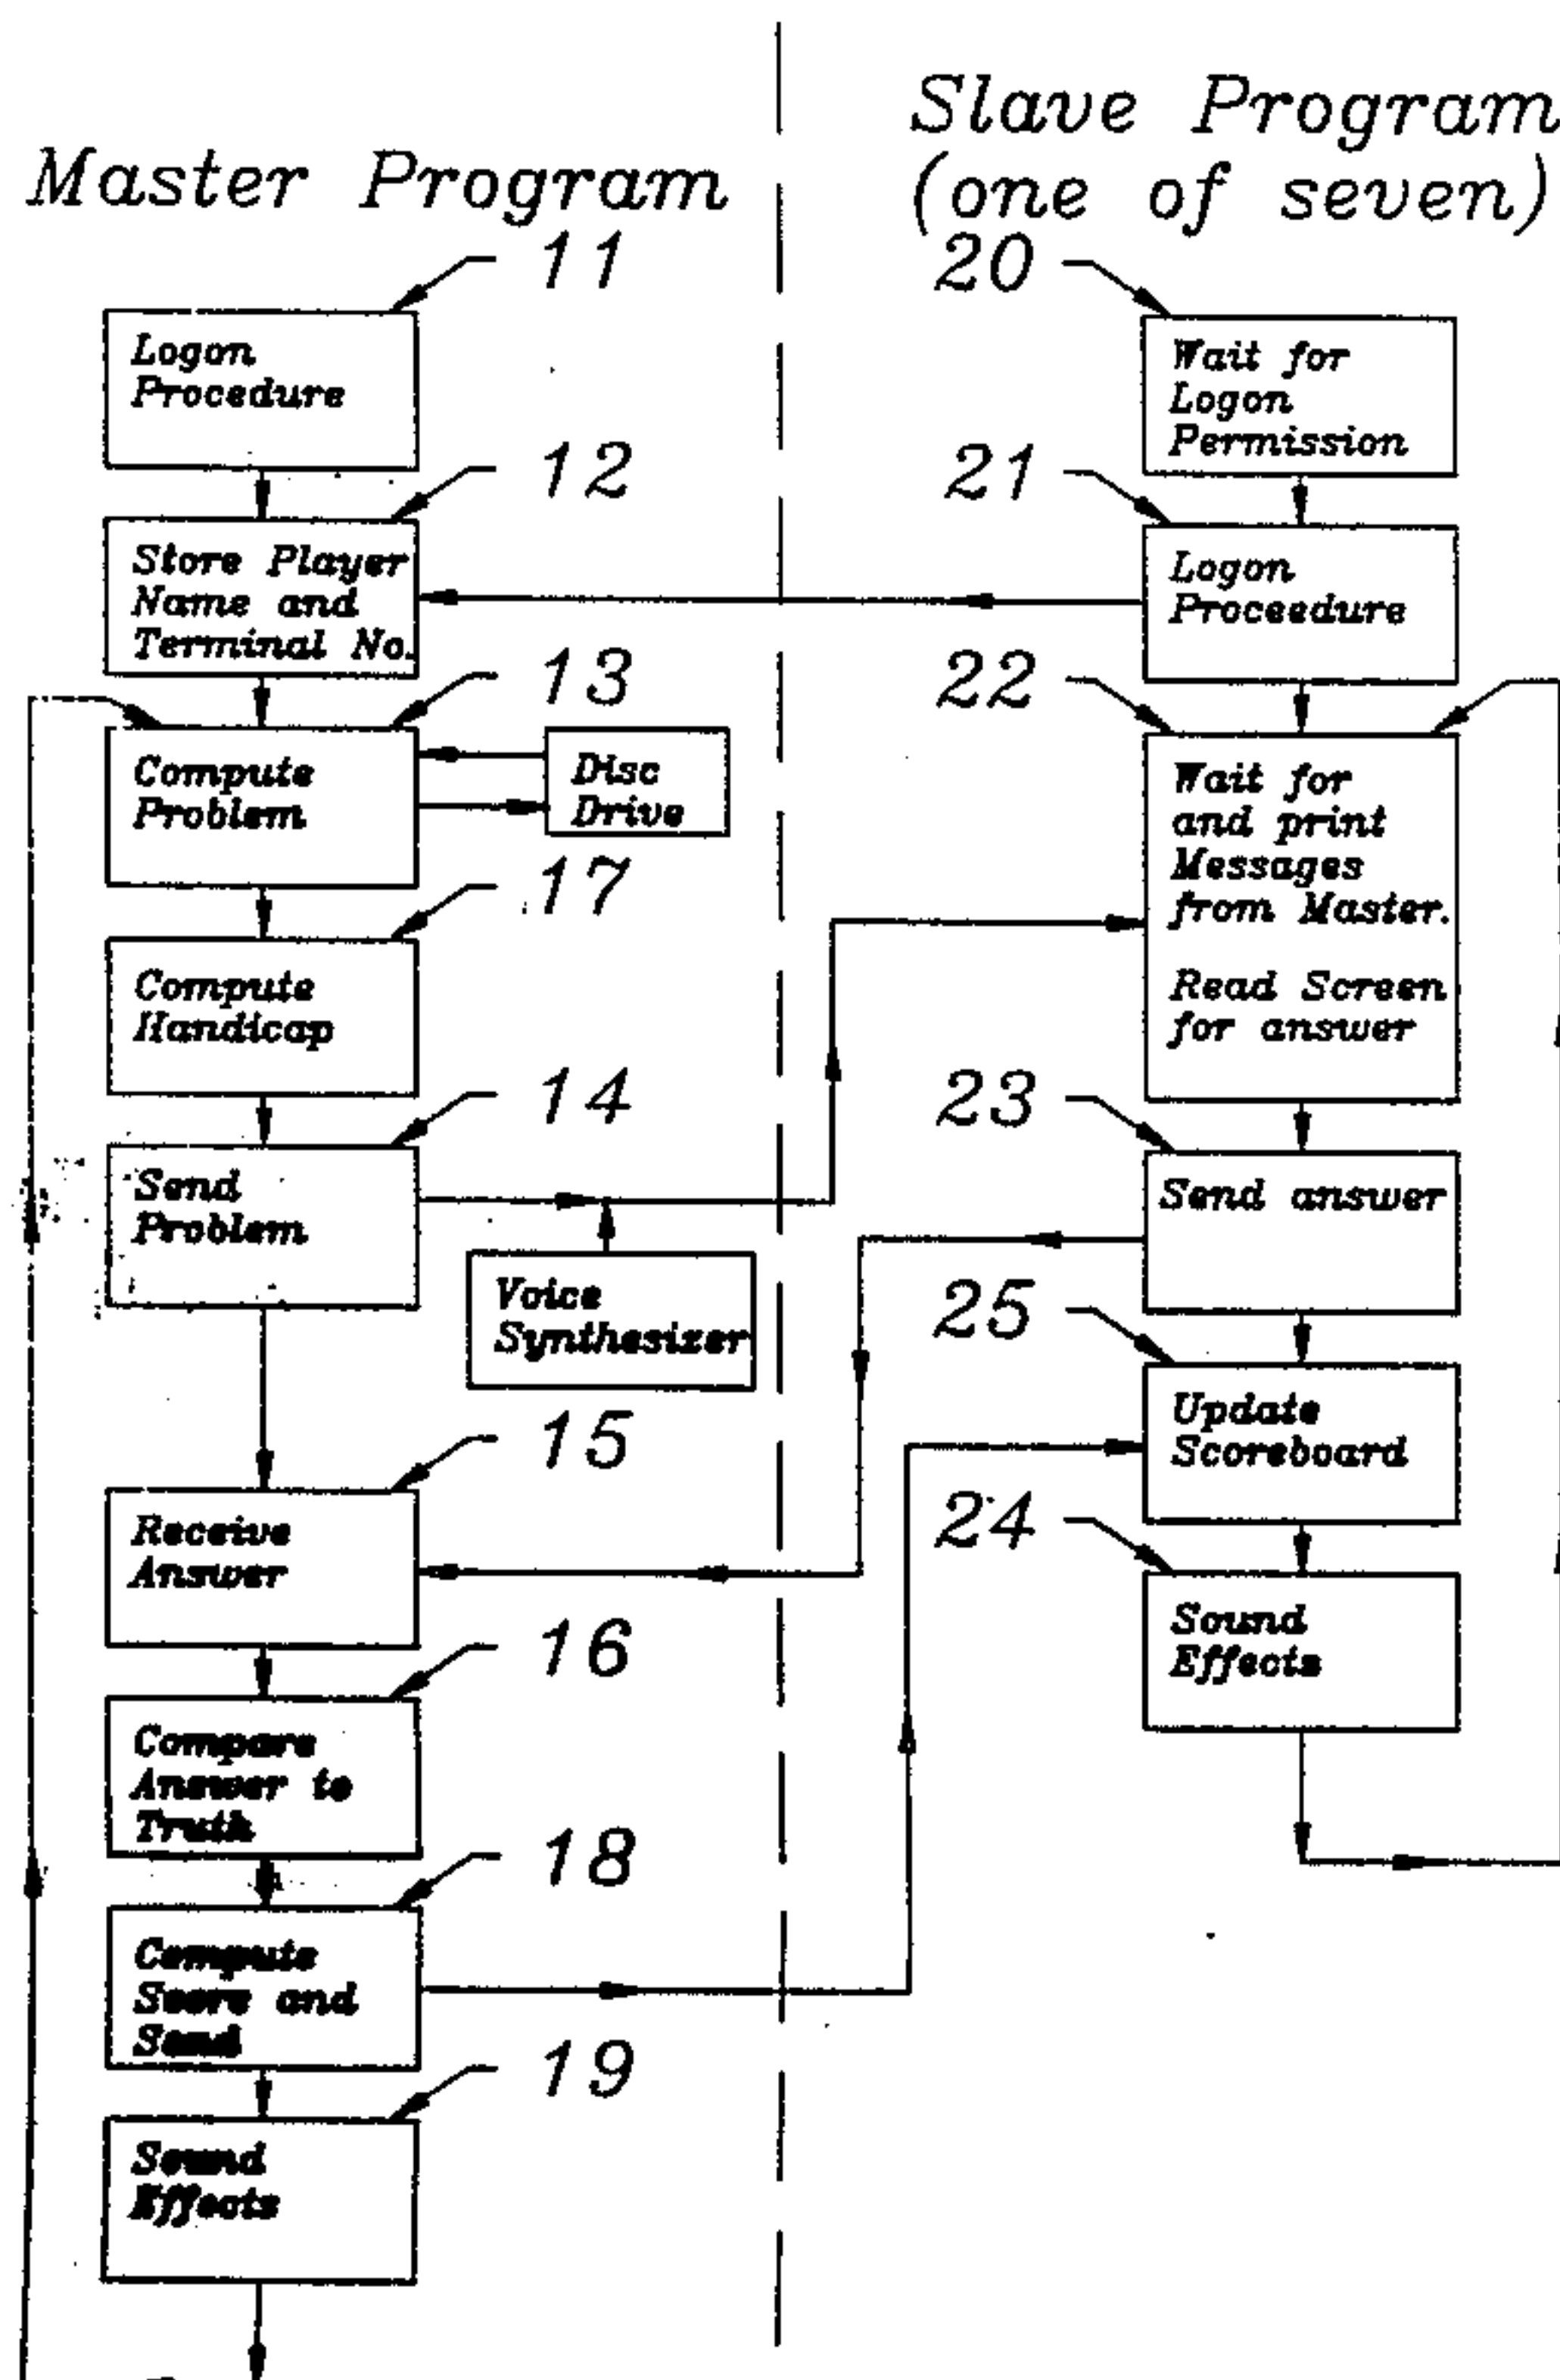 Master Program
11
Logon
Procedure
12
Store Player
Name and
Terminal No.
13
Compute
Problem
Disc
Drive
17
Compute
Handicap
14
Send
Problem
Voice
Synthesizer
15
Receive
Answer
16
Compare
Answer to
Truth
18
Compute
Score and
Send
19
Sound
Effects
Slave Program
(one of seven)
20
Wait for
Logon
Permission
21
Logon
Proceedure
22
Wait for
and print
Messages
from Master.
Read Screen
for answer
23
Send answer
25
Update
Scoreboard
24
Sound
Effects